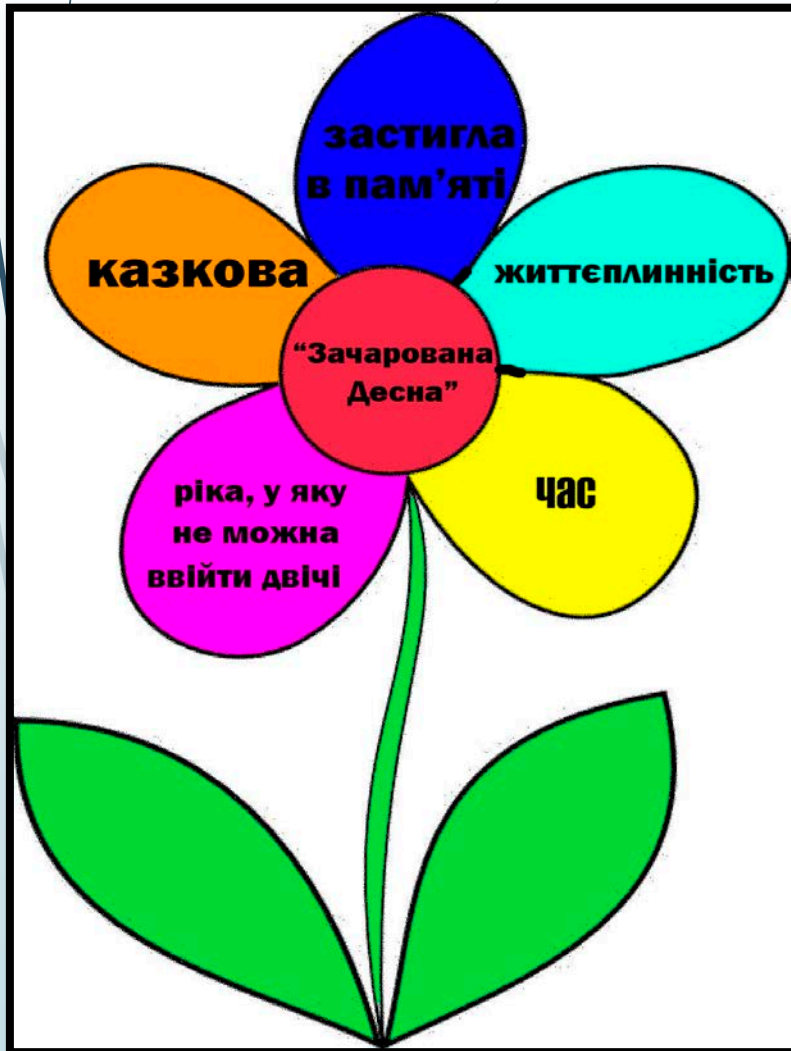 застигла
в пам’яті
казкова
життєплинність
“Зачарована
Десна”
ріка, у яку
не можна
ввійти двічі
час